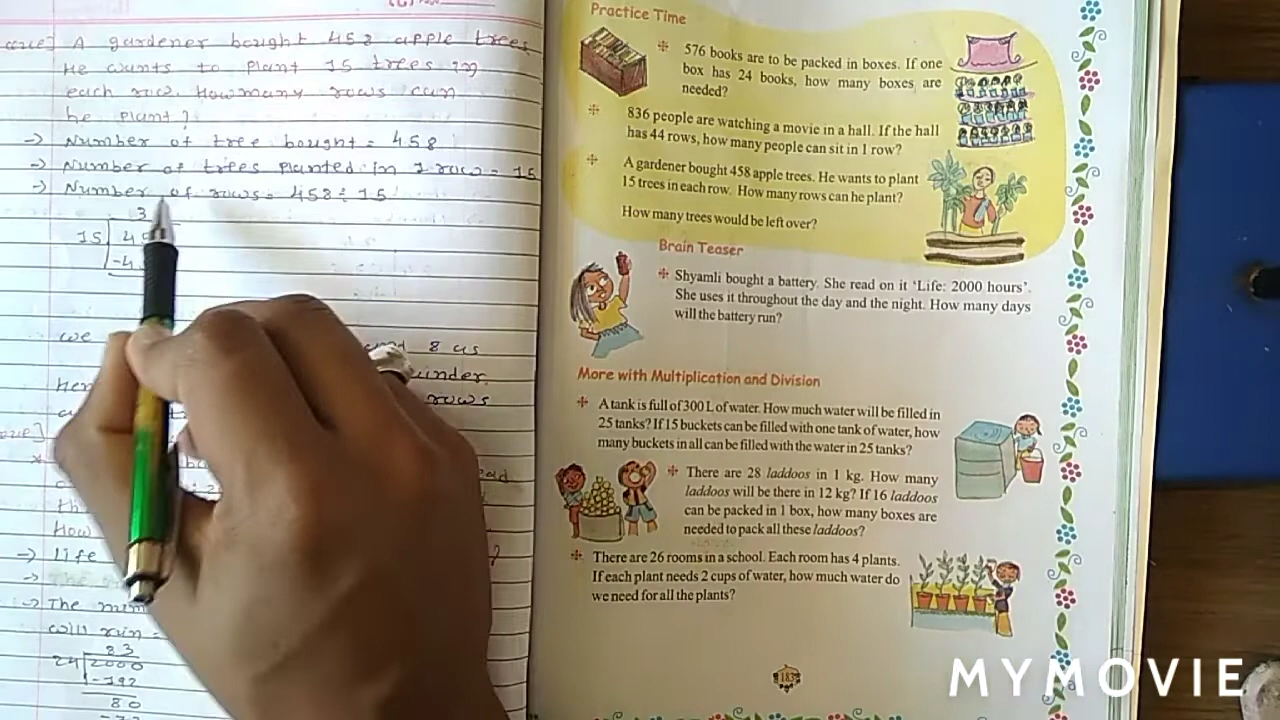 A gardener bought 458 apple trees
He wants to plant 15 trees in
each row. How many rows can
he plant?
-> Number of tree bought = 458
-> Number of trees planted in 1 row = 15
-> Number of rows = 458 ÷ 15
3
15
-4
we 8 as
rows
How
-> Life
->
-> The
will run =
83
24 2000
-192
80
Practice Time
576 books are to be packed in boxes. If one
box has 24 books, how many boxes are
needed?
836 people are watching a movie in a hall. If the hall
has 44 rows, how many people can sit in 1 row?
A gardener bought 458 apple trees. He wants to plant
15 trees in each row. How many rows can he plant?
How many trees would be left over?
Brain Teaser
Shyamli bought a battery. She read on it ‘Life: 2000 hours’.
She uses it throughout the day and the night. How many days
will the battery run?
More with Multiplication and Division
A tank is full of 300 L of water. How much water will be filled in
25 tanks? If 15 buckets can be filled with one tank of water, how
many buckets in all can be filled with the water in 25 tanks?
There are 28 laddoos in 1 kg. How many
laddoos will be there in 12 kg? If 16 laddoos
can be packed in 1 box, how many boxes are
needed to pack all these laddoos?
There are 26 rooms in a school. Each room has 4 plants.
If each plant needs 2 cups of water, how much water do
we need for all the plants?
183
MYMOVIE